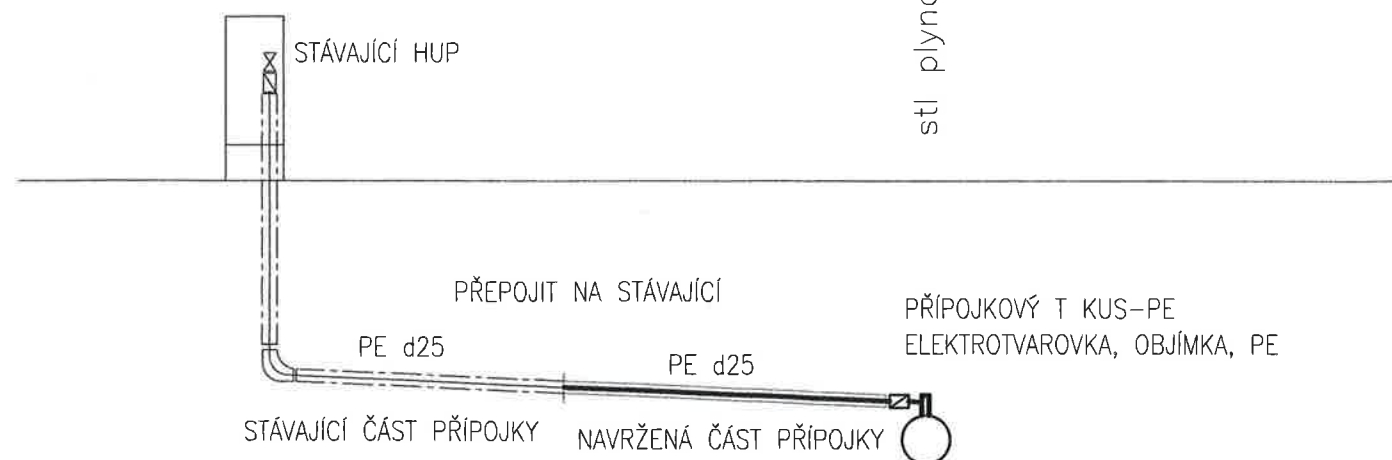 STÁVAJÍCÍ HUP
stl
PŘEPOJIT NA STÁVAJÍCÍ
PŘÍPOJKOVÝ T KUS-PE
ELEKTROTVAROVKA, OBJÍMKA, PE
PE d25
PE d25
STÁVAJÍCÍ ČÁST PŘÍPOJKY
NAVRŽENÁ ČÁST PŘÍPOJKY